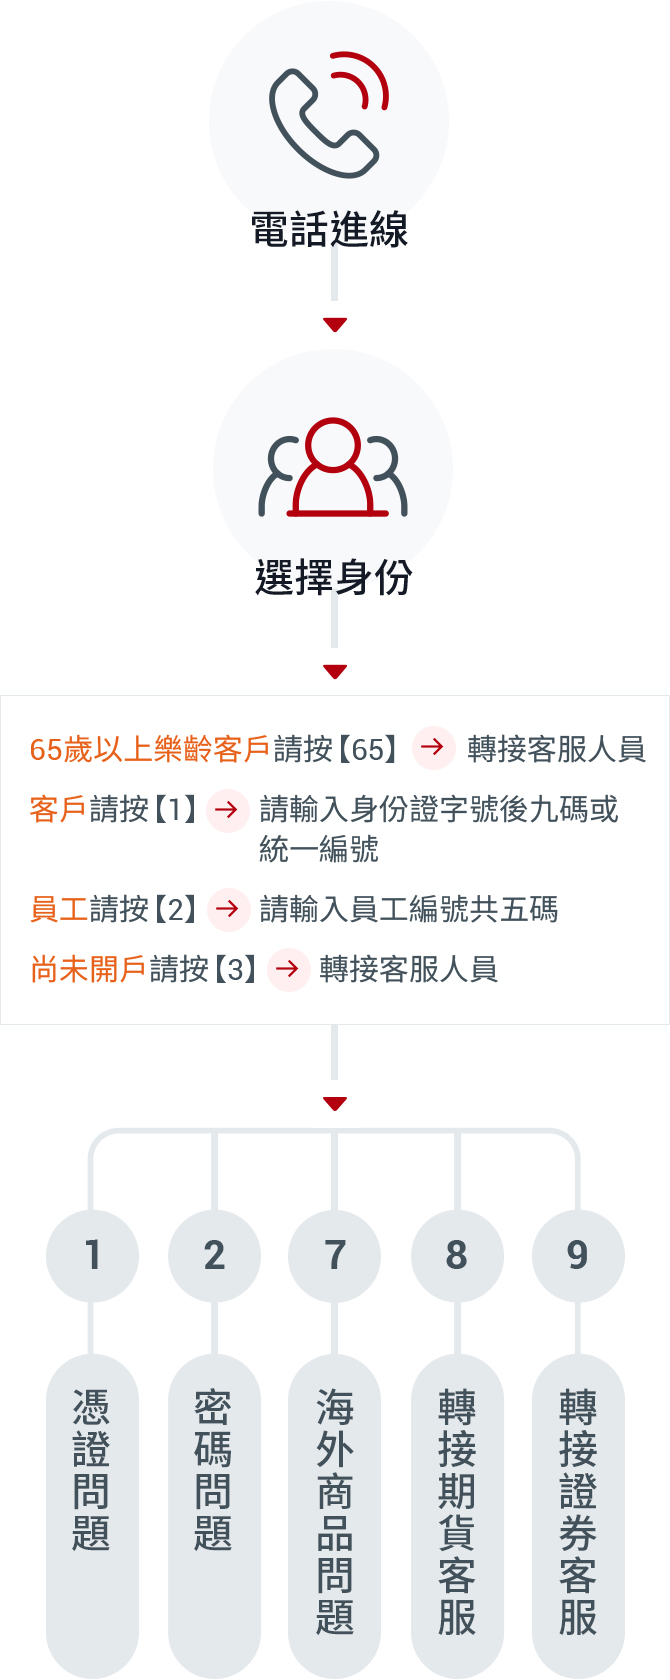 電話進線
選擇身份
65歲以上樂齡客戶請按【65】 → 轉接客服人員
客戶請按【1】 → 請輸入身份證字號後九碼或
統一編號
員工請按【2】 → 請輸入員工編號共五碼
尚未開戶請按【3】 → 轉接客服人員
1
2
7
8
9
憑證問題
密碼問題
海外商品問題
轉接期貨客服
轉接證券客服